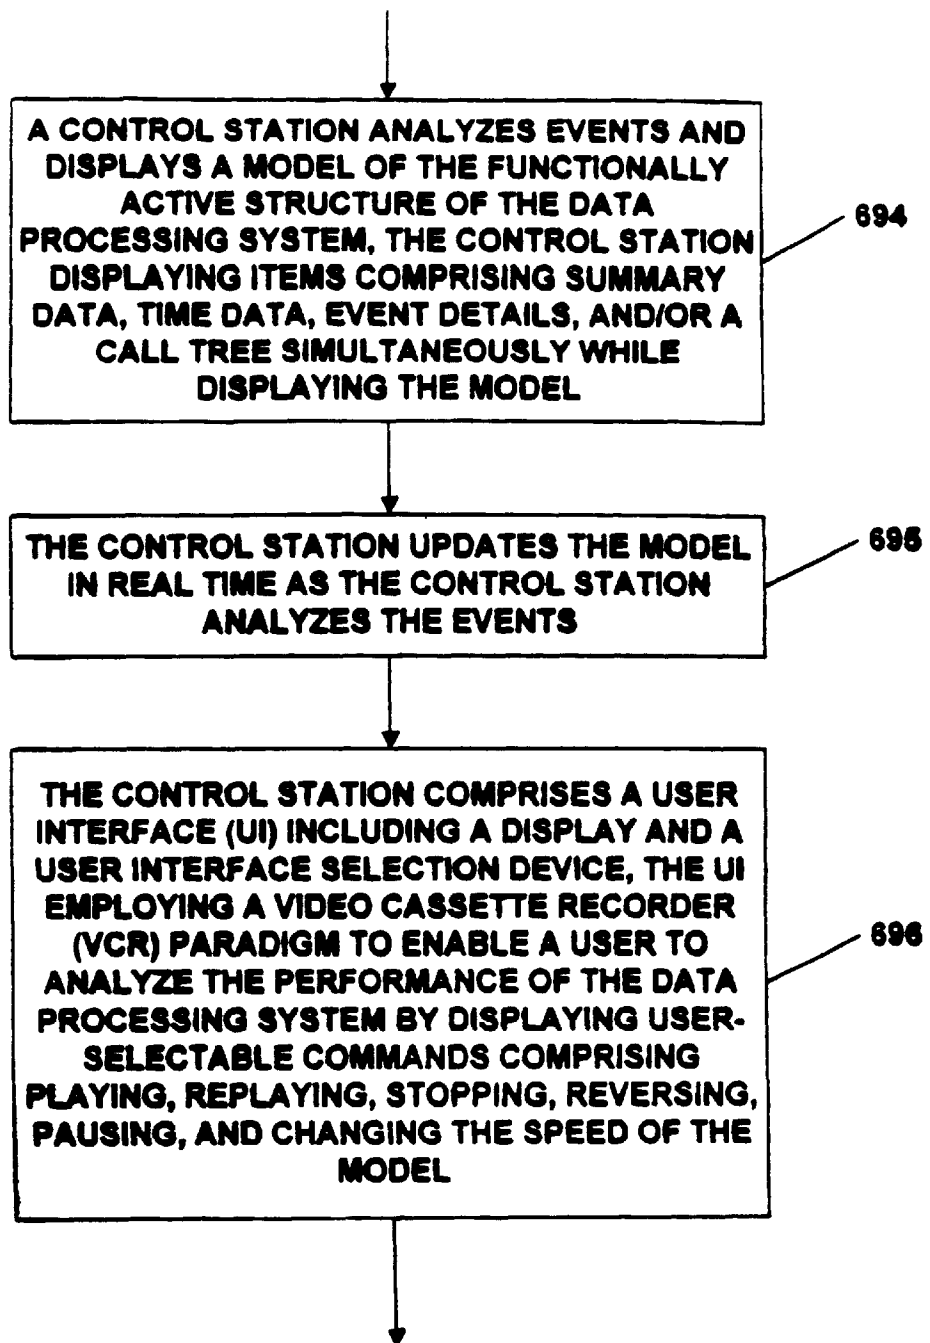 A CONTROL STATION ANALYZES EVENTS AND
DISPLAYS A MODEL OF THE FUNCTIONALLY
ACTIVE STRUCTURE OF THE DATA
PROCESSING SYSTEM, THE CONTROL STATION
DISPLAYING ITEMS COMPRISING SUMMARY
DATA, TIME DATA, EVENT DETAILS, AND/OR A
CALL TREE SIMULTANEOUSLY WHILE
DISPLAYING THE MODEL
694
THE CONTROL STATION UPDATES THE MODEL
IN REAL TIME AS THE CONTROL STATION
ANALYZES THE EVENTS
695
THE CONTROL STATION COMPRISES A USER
INTERFACE (UI) INCLUDING A DISPLAY AND A
USER INTERFACE SELECTION DEVICE, THE UI
EMPLOYING A VIDEO CASSETTE RECORDER
(VCR) PARADIGM TO ENABLE A USER TO
ANALYZE THE PERFORMANCE OF THE DATA
PROCESSING SYSTEM BY DISPLAYING USER-
SELECTABLE COMMANDS COMPRISING
PLAYING, REPLAYING, STOPPING, REVERSING,
PAUSING, AND CHANGING THE SPEED OF THE
MODEL
696